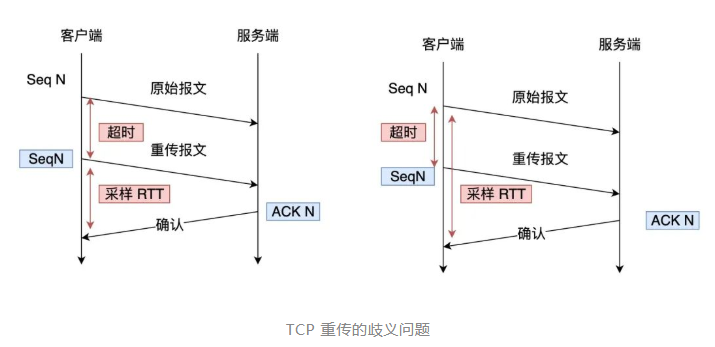 客户端
服务端
Seq N
原始报文
超时
SeqN
重传报文
采样 RTT
ACK N
确认
客户端
服务端
Seq N
原始报文
超时
重传报文
SeqN
采样 RTT
ACK N
确认
TCP 重传的歧义问题